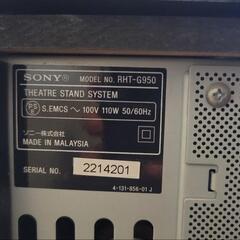 SONY® MODEL NO. RHT-G950
THEATRE STAND SYSTEM
PS E S.EMCS ～ 100V 110W 50/60Hz
ソニー株式会社
MADE IN MALAYSIA
SERIAL NO. 2214201
4-131-856-01 J